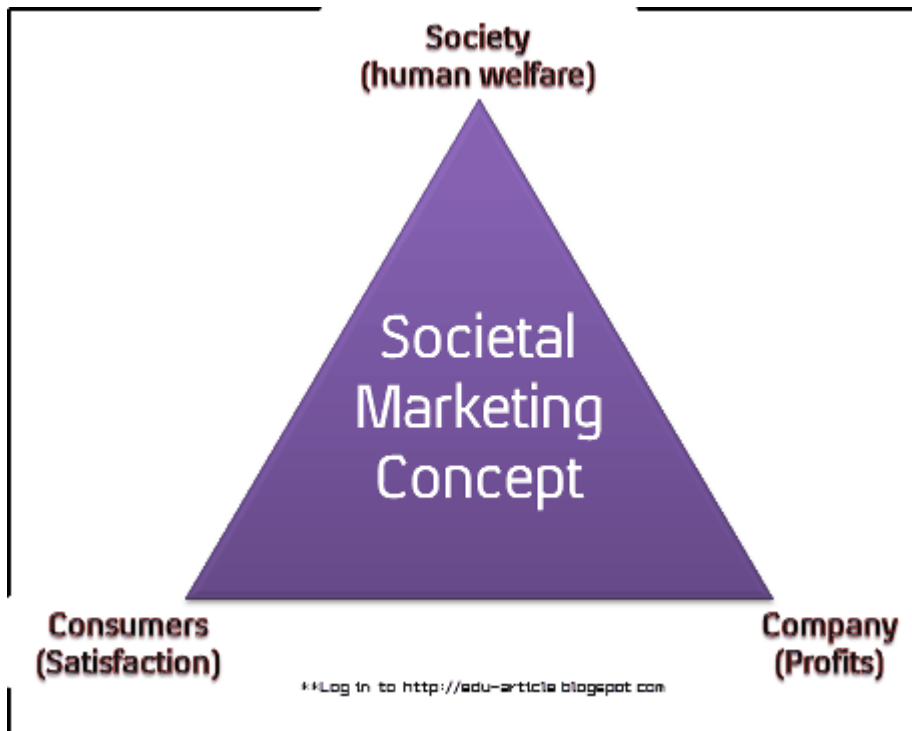 Society
(human welfare)
Societal
Marketing
Concept
Consumers
(Satisfaction)
Company
(Profits)
**Log in to http://edu-article.blogspot.com